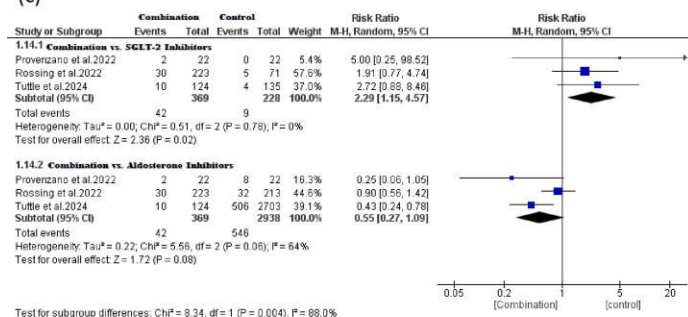 (c)
Combination Control Risk Ratio Risk Ratio
Study or Subgroup Events Total Events Total Weight M-H, Random, 95% CI M-H, Random, 95% CI
1.14.1 Combination vs. SGLT-2 Inhibitors
Provenzano et al.2022 2 22 0 22 5.4% 5.00 [0.25, 98.52]
Rossing et al.2022 30 223 5 71 57.6% 1.91 [0.77, 4.74]
Tuttle et al.2024 10 124 4 135 37.0% 2.72 [0.88, 8.46]
Subtotal (95% CI) 369 228 100.0% 2.29 [1.15, 4.57]
Total events 42 9
Heterogeneity: Tau² = 0.00; Chi² = 0.51, df = 2 (P = 0.78); I² = 0%
Test for overall effect: Z = 2.36 (P = 0.02)
1.14.2 Combination vs. Aldosterone Inhibitors
Provenzano et al.2022 2 22 8 22 16.3% 0.25 [0.06, 1.05]
Rossing et al.2022 30 223 32 213 44.6% 0.90 [0.56, 1.42]
Tuttle et al.2024 10 124 506 2703 39.1% 0.43 [0.24, 0.78]
Subtotal (95% CI) 369 2938 100.0% 0.55 [0.27, 1.09]
Total events 42 546
Heterogeneity: Tau² = 0.22; Chi² = 5.56, df = 2 (P = 0.06); I² = 64%
Test for overall effect: Z = 1.72 (P = 0.08)
0.05 0.2 1 5 20
[Combination] [control]
Test for subgroup differences: Chi² = 8.34, df = 1 (P = 0.004), I² = 88.0%